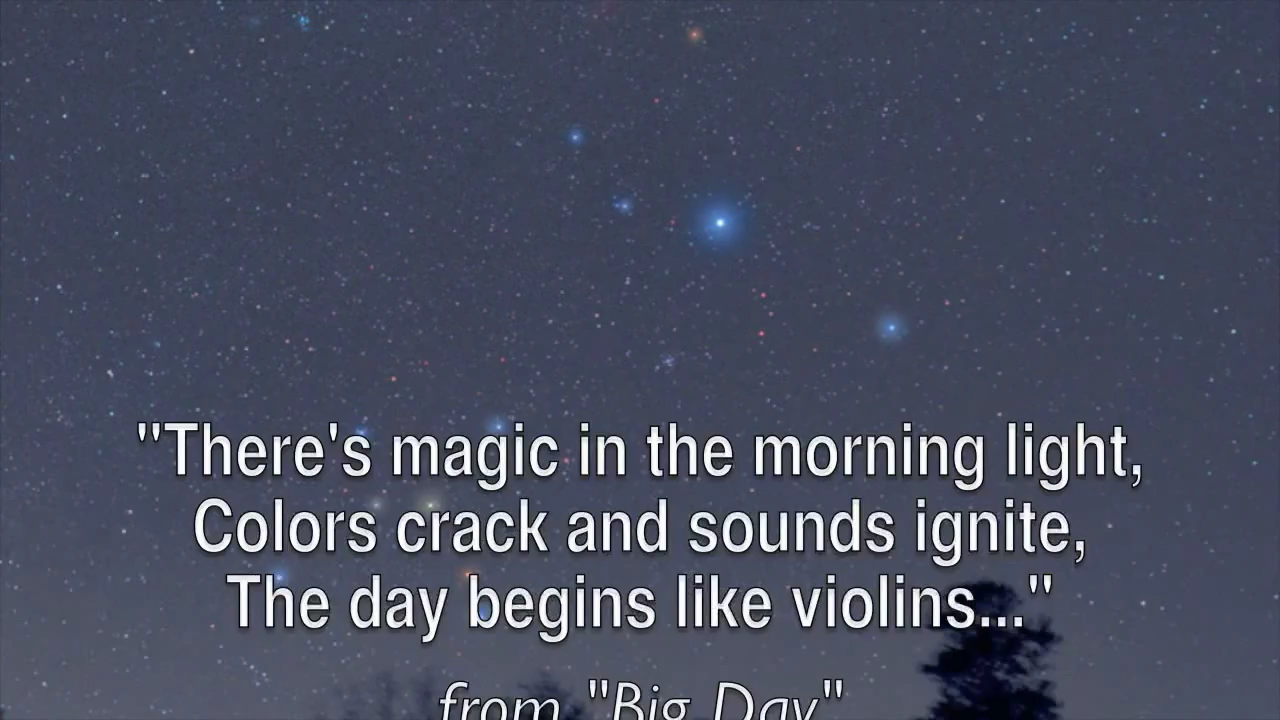 "There's magic in the morning light,
Colors crack and sounds ignite,
The day begins like violins..."
from "Big Day"